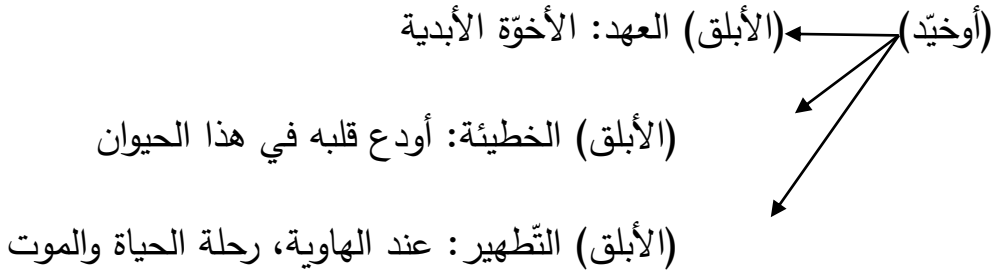 (أوخيّد) (الأبلق) العهد: الأخوّة الأبدية
(الأبلق) الخطيئة: أودع قلبه في هذا الحيوان
(الأبلق) التّطهير: عند الهاوية، رحلة الحياة والموت